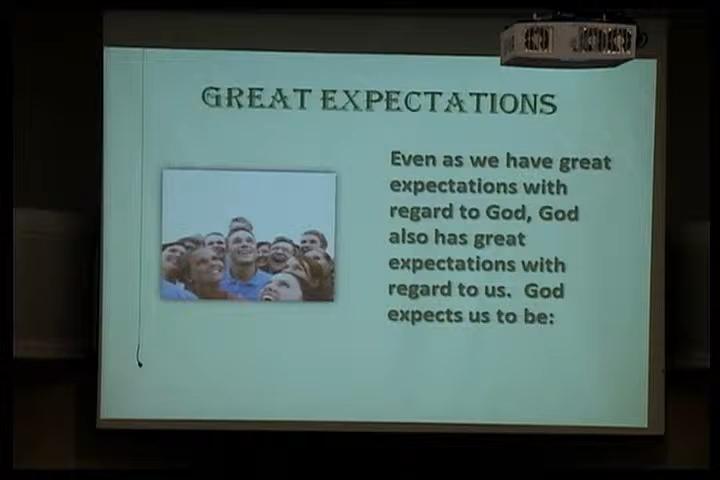 GREAT EXPECTATIONS
Even as we have great
expectations with
regard to God, God
also has great
expectations with
regard to us.  God
expects us to be: